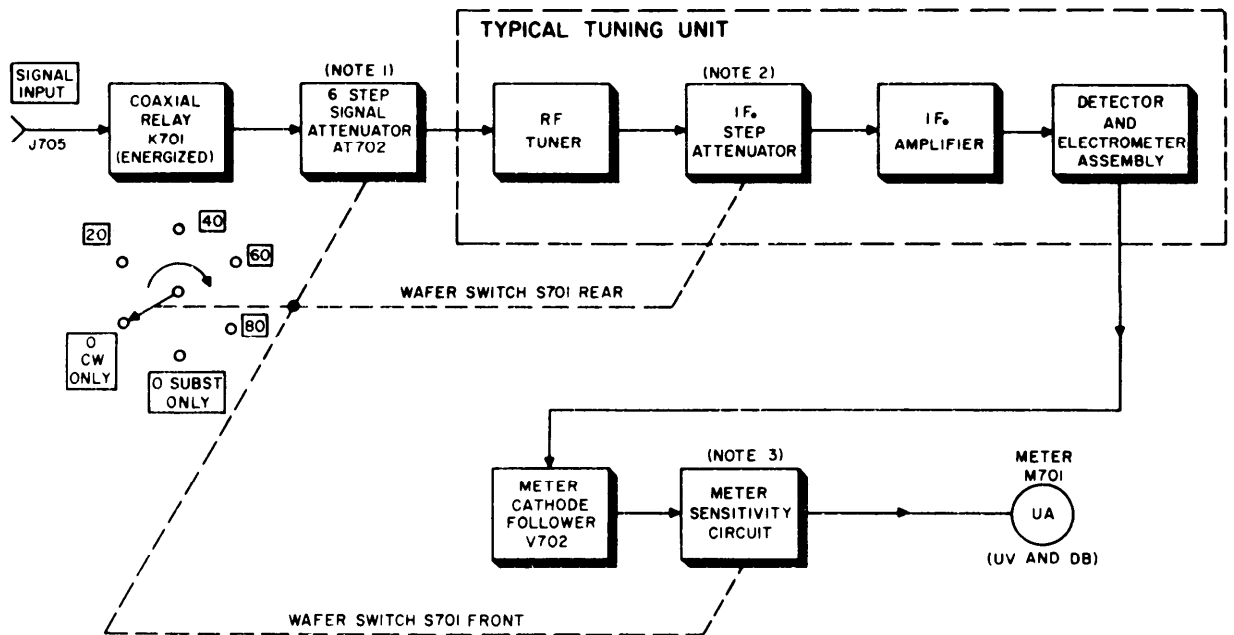 TYPICAL TUNING UNIT
SIGNAL
INPUT
J705
COAXIAL
RELAY
K701
(ENERGIZED)
(NOTE 1)
6 STEP
SIGNAL
ATTENUATOR
AT702
RF
TUNER
(NOTE 2)
IF.
STEP
ATTENUATOR
IF.
AMPLIFIER
DETECTOR
AND
ELECTROMETER
ASSEMBLY
20
40
60
80
0
CW
ONLY
0 SUBST
ONLY
WAFER SWITCH S701 REAR
METER
CATHODE
FOLLOWER
V702
(NOTE 3)
METER
SENSITIVITY
CIRCUIT
METER
M701
UA
(UV AND DB)
WAFER SWITCH S701 FRONT